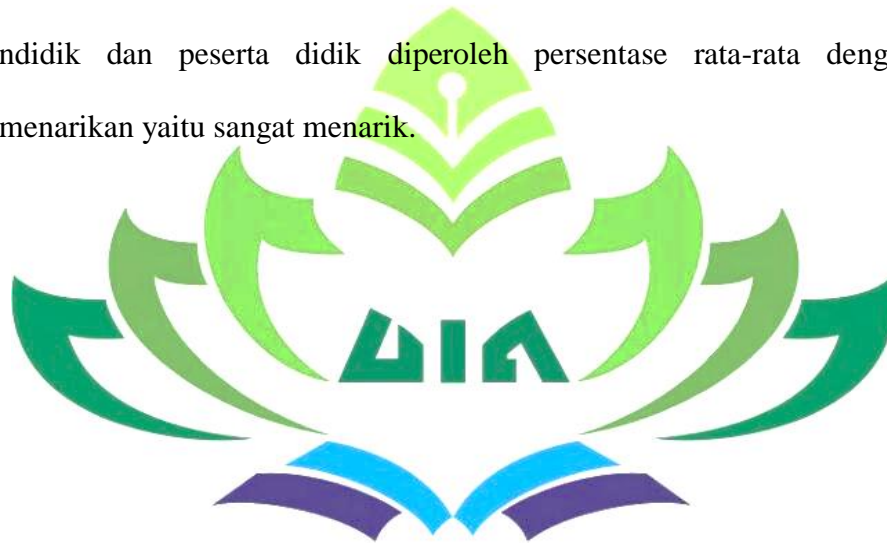 ndidik dan peserta didik diperoleh persentase rata-rata deng
menarikan yaitu sangat menarik.
UIN